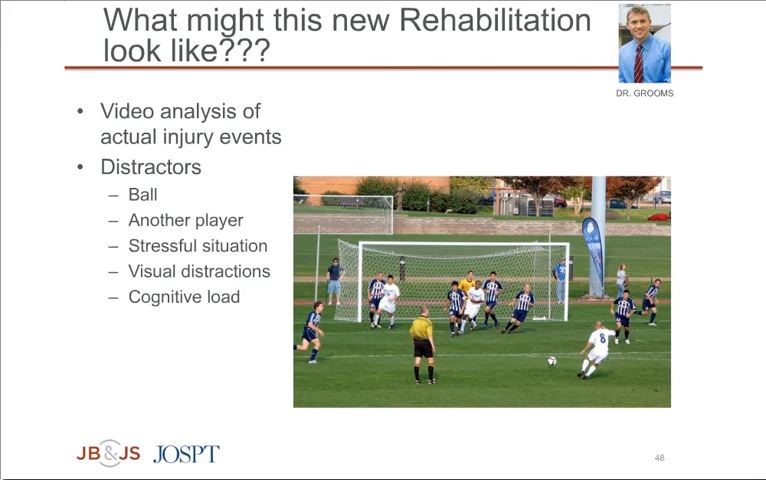 What might this new Rehabilitation
look like???
DR. GROOMS
• Video analysis of
actual injury events
• Distractors
– Ball
– Another player
– Stressful situation
– Visual distractions
– Cognitive load
8
JB&JS JOSPT
48